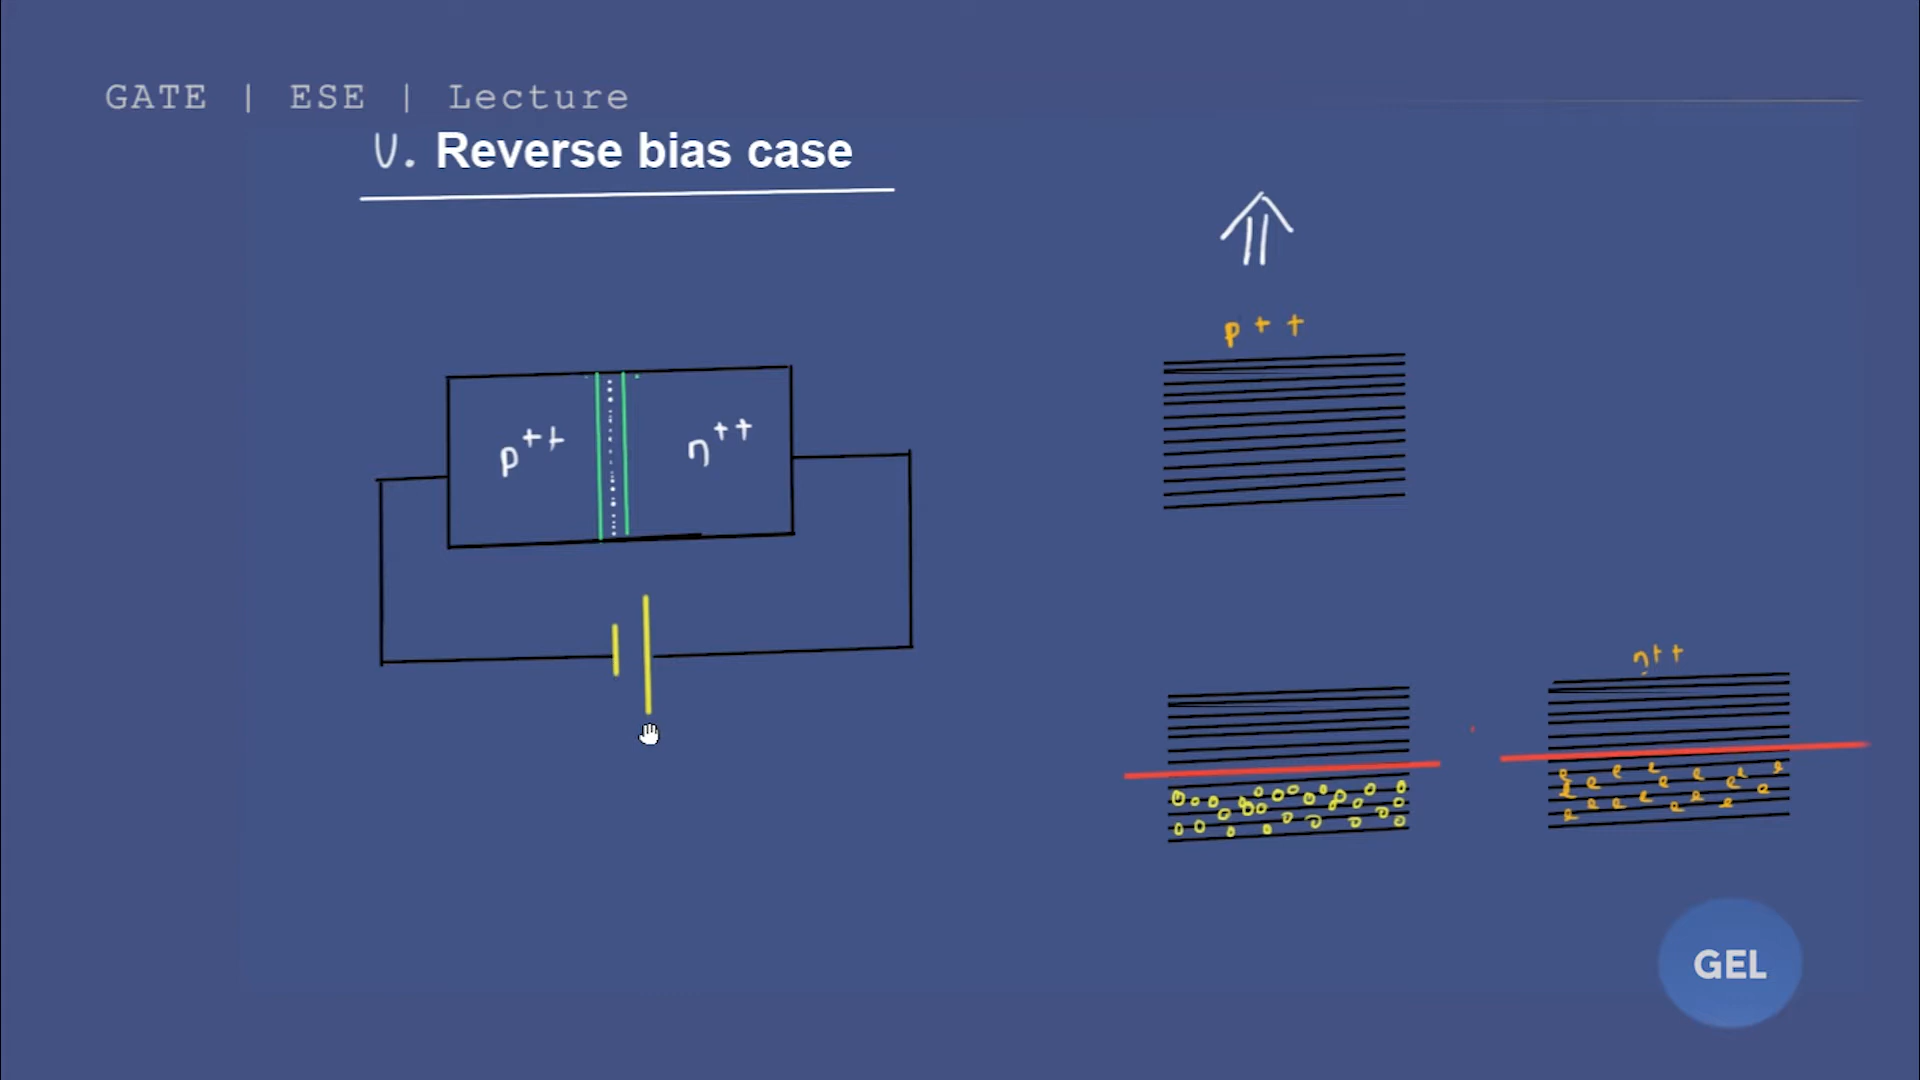 GATE | ESE | Lecture
V. Reverse bias case
p++
p++ η++
η++
GEL